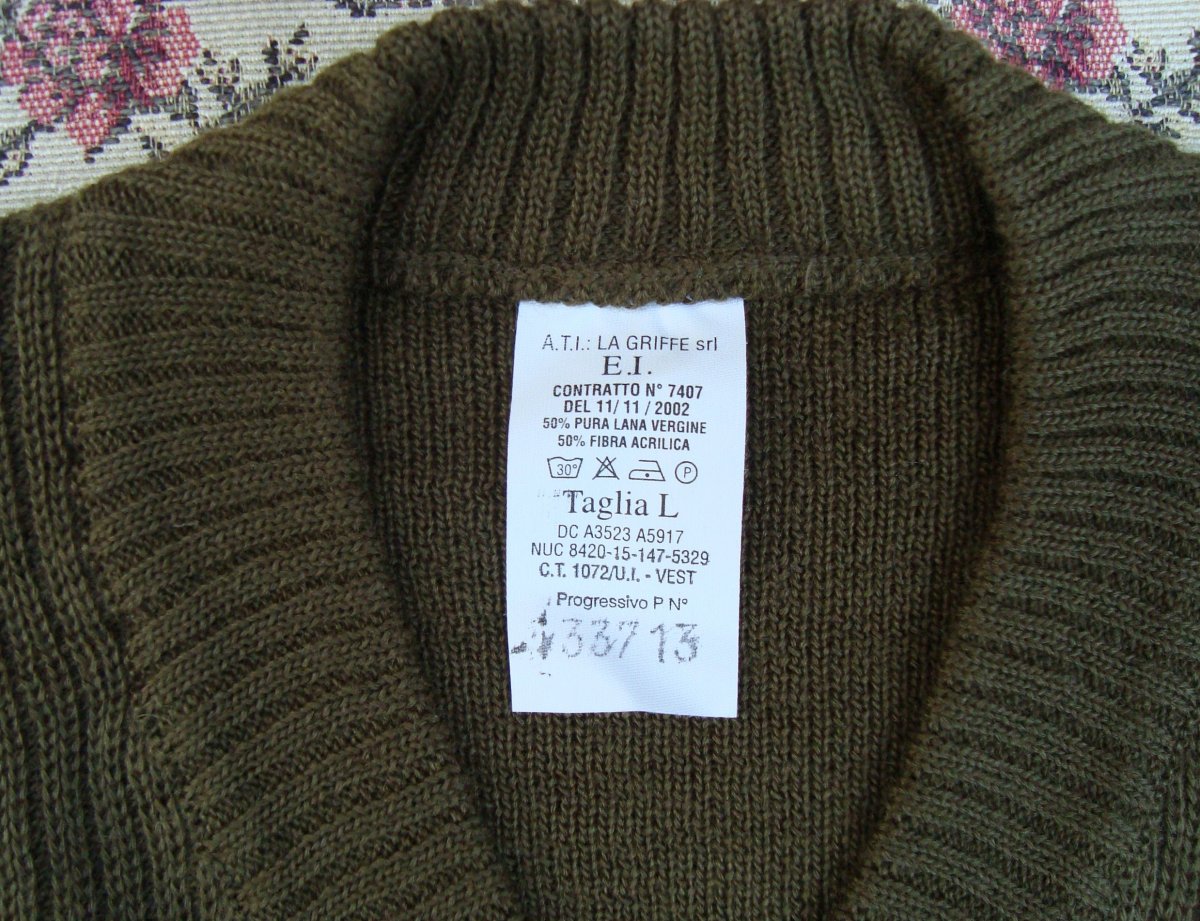 A.T.I.: LA GRIFFE srl
E.I.
CONTRATTO N° 7407
DEL 11/ 11 / 2002
50% PURA LANA VERGINE
50% FIBRA ACRILICA
30° P
Taglia L
DC A3523 A5917
NUC 8420-15-147-5329
C.T. 1072/U.I. - VEST
Progressivo P N°